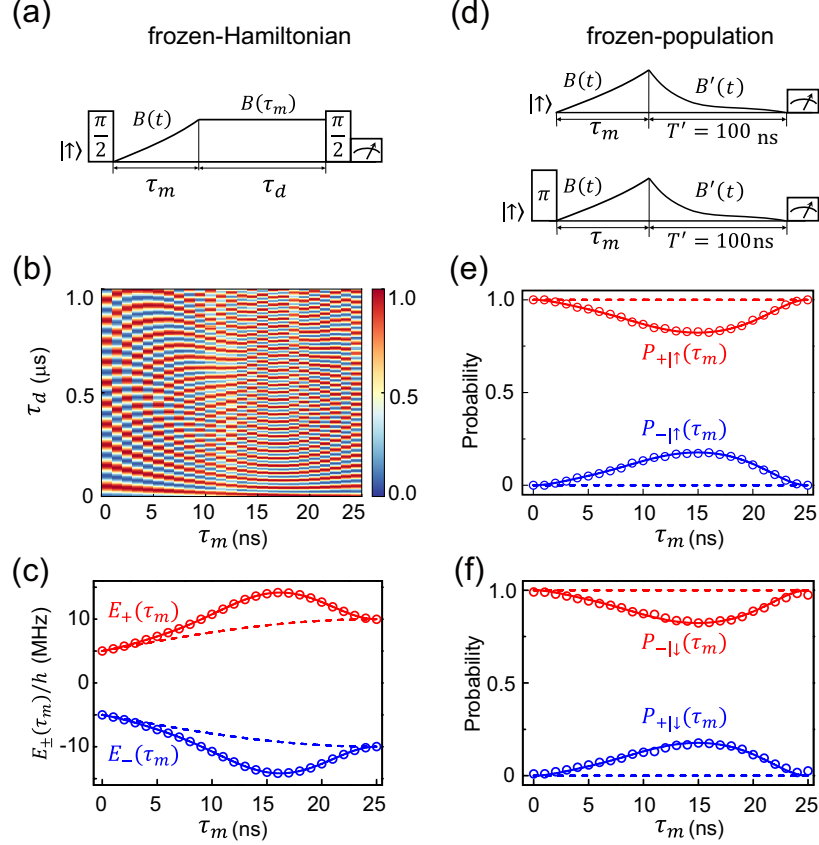 (a)
frozen-Hamiltonian
|↑⟩
π
2
B(t)
B(τm)
π
2
τm
τd
(b)
1.0
0.5
0
τd (μs)
1.0
0.5
0.0
0 5 10 15 20 25
τm (ns)
(c)
E±(τm)/h (MHz)
10
0
-10
E+(τm)
E−(τm)
0 5 10 15 20 25
τm (ns)
(d)
frozen-population
|↑⟩
B(t)
B′(t)
τm
T′ = 100 ns
|↑⟩
π
B(t)
B′(t)
τm
T′ = 100 ns
(e)
Probability
1.0
0.5
0
P+|↑(τm)
P−|↑(τm)
0 5 10 15 20 25
τm (ns)
(f)
Probability
1.0
0.5
0
P−|↓(τm)
P+|↓(τm)
0 5 10 15 20 25
τm (ns)